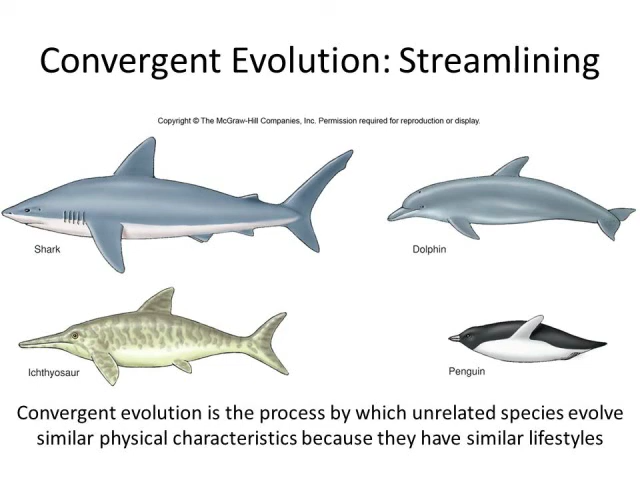 Convergent Evolution: Streamlining
Copyright © The McGraw-Hill Companies, Inc. Permission required for reproduction or display.
Shark
Dolphin
Ichthyosaur
Penguin
Convergent evolution is the process by which unrelated species evolve
similar physical characteristics because they have similar lifestyles